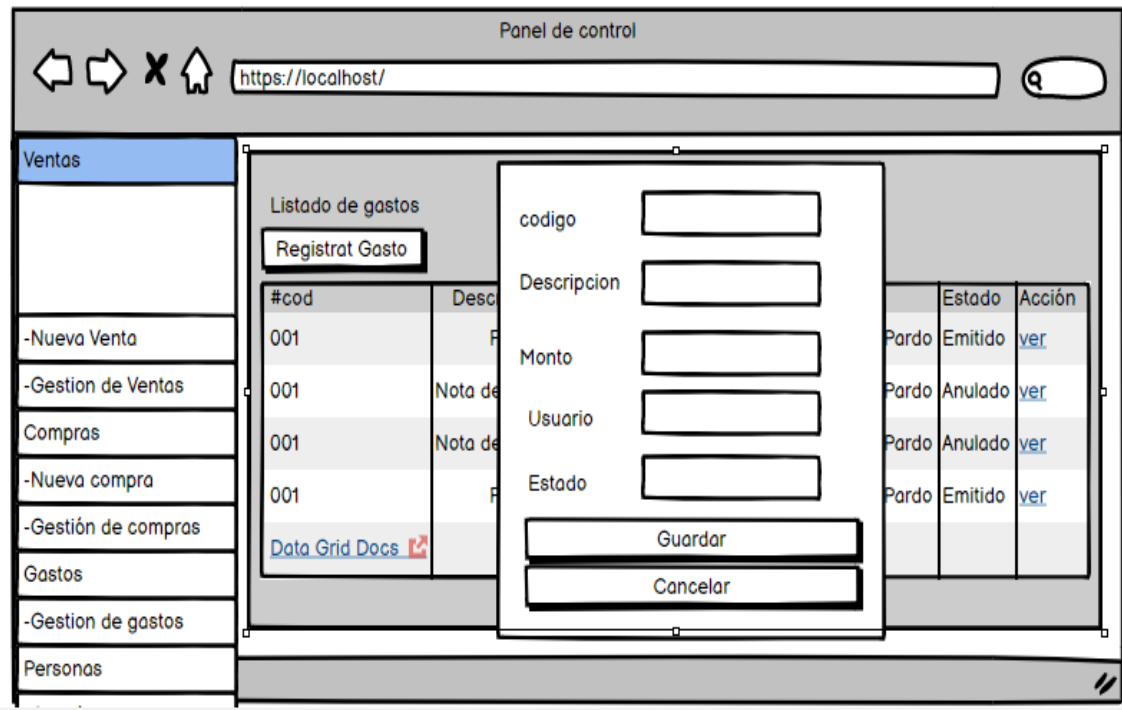 Panel de control
https://localhost/
Ventas
-Nueva Venta
-Gestion de Ventas
Compras
-Nueva compra
-Gestión de compras
Gastos
-Gestion de gastos
Personas
Listado de gastos
Registrat Gasto
#cod Desc Estado Acción
001 Pardo Emitido ver
001 Nota de Pardo Anulado ver
001 Nota de Pardo Anulado ver
001 Pardo Emitido ver
Data Grid Docs
codigo
Descripcion
Monto
Usuario
Estado
Guardar
Cancelar